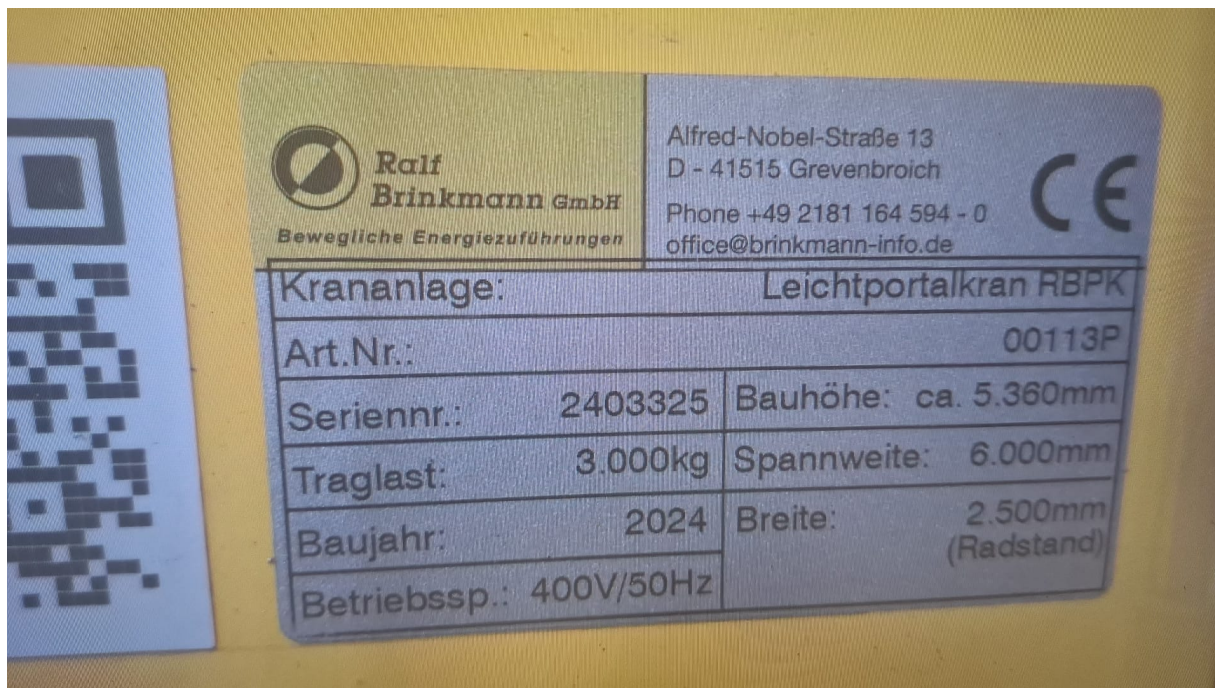 Ralf
Brinkmann GmbH
Bewegliche Energiezuführungen
Alfred-Nobel-Straße 13
D - 41515 Grevenbroich
Phone +49 2181 164 594 - 0
office@brinkmann-info.de
CE
Krananlage: Leichtportalkran RBPK
Art.Nr.: 00113P
Seriennr.: 2403325 Bauhöhe: ca. 5.360mm
Traglast: 3.000kg Spannweite: 6.000mm
Baujahr: 2024 Breite: 2.500mm
(Radstand)
Betriebssp.: 400V/50Hz